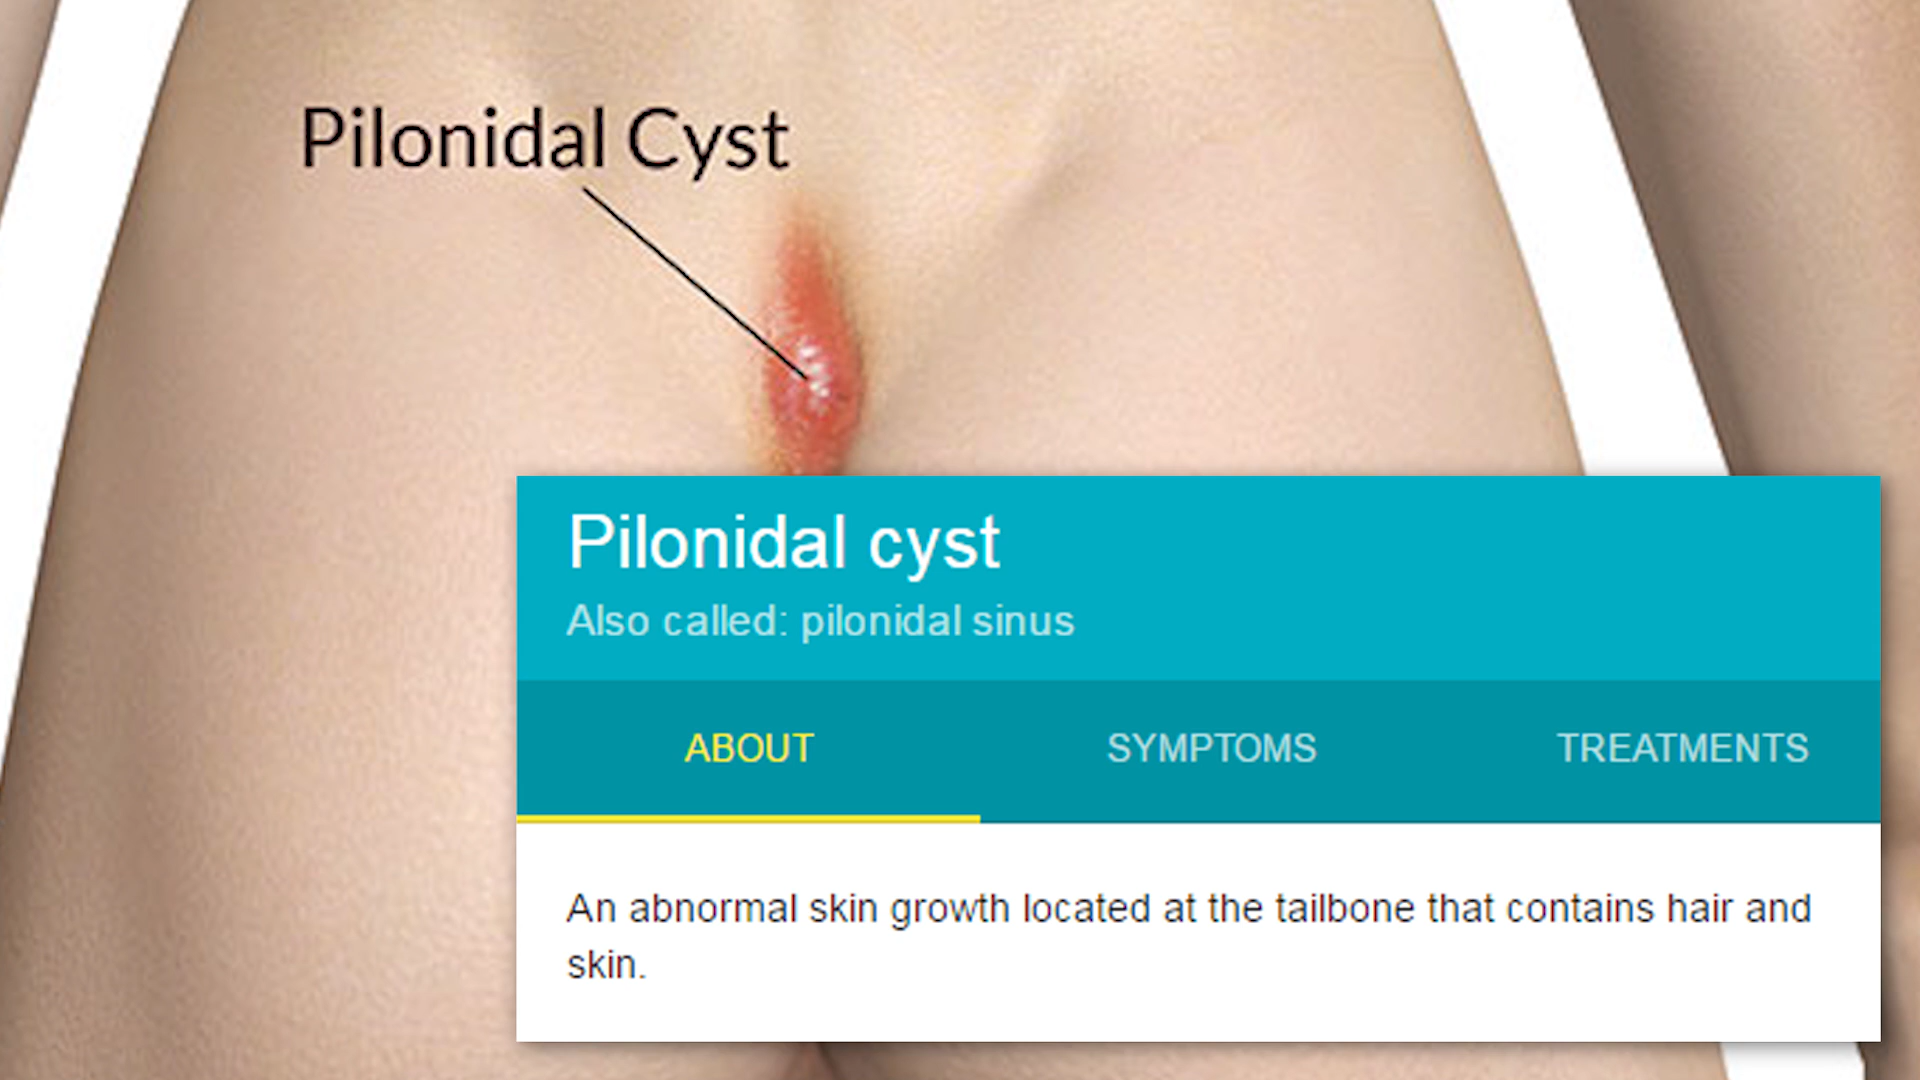 Pilonidal Cyst
Pilonidal cyst
Also called: pilonidal sinus
ABOUT SYMPTOMS TREATMENTS
An abnormal skin growth located at the tailbone that contains hair and
skin.